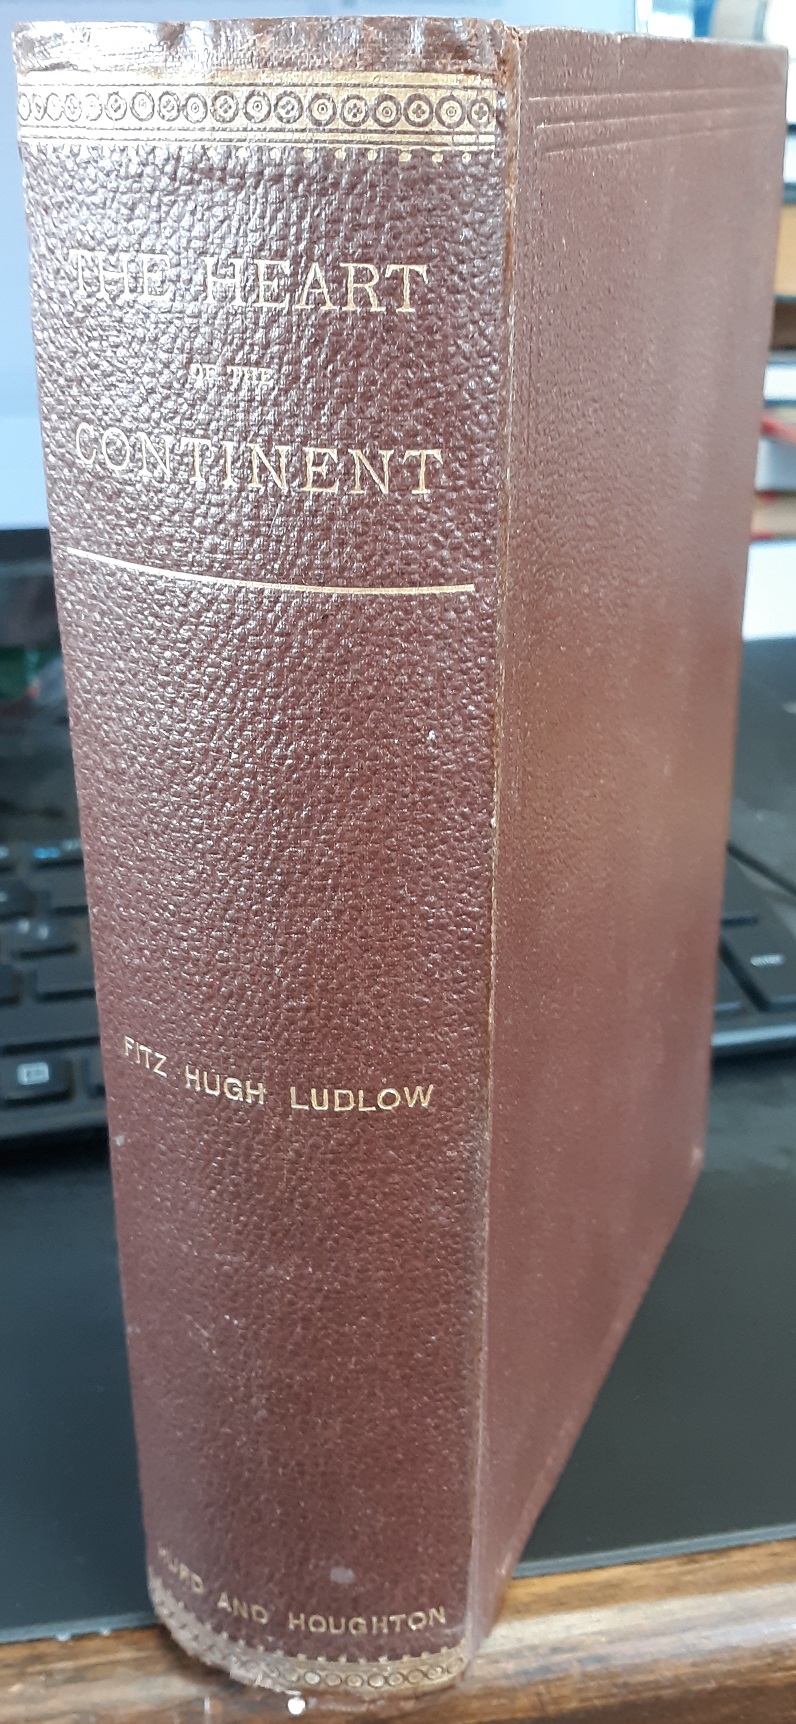 THE HEART
OF THE
CONTINENT
FITZ HUGH LUDLOW
HURD AND HOUGHTON